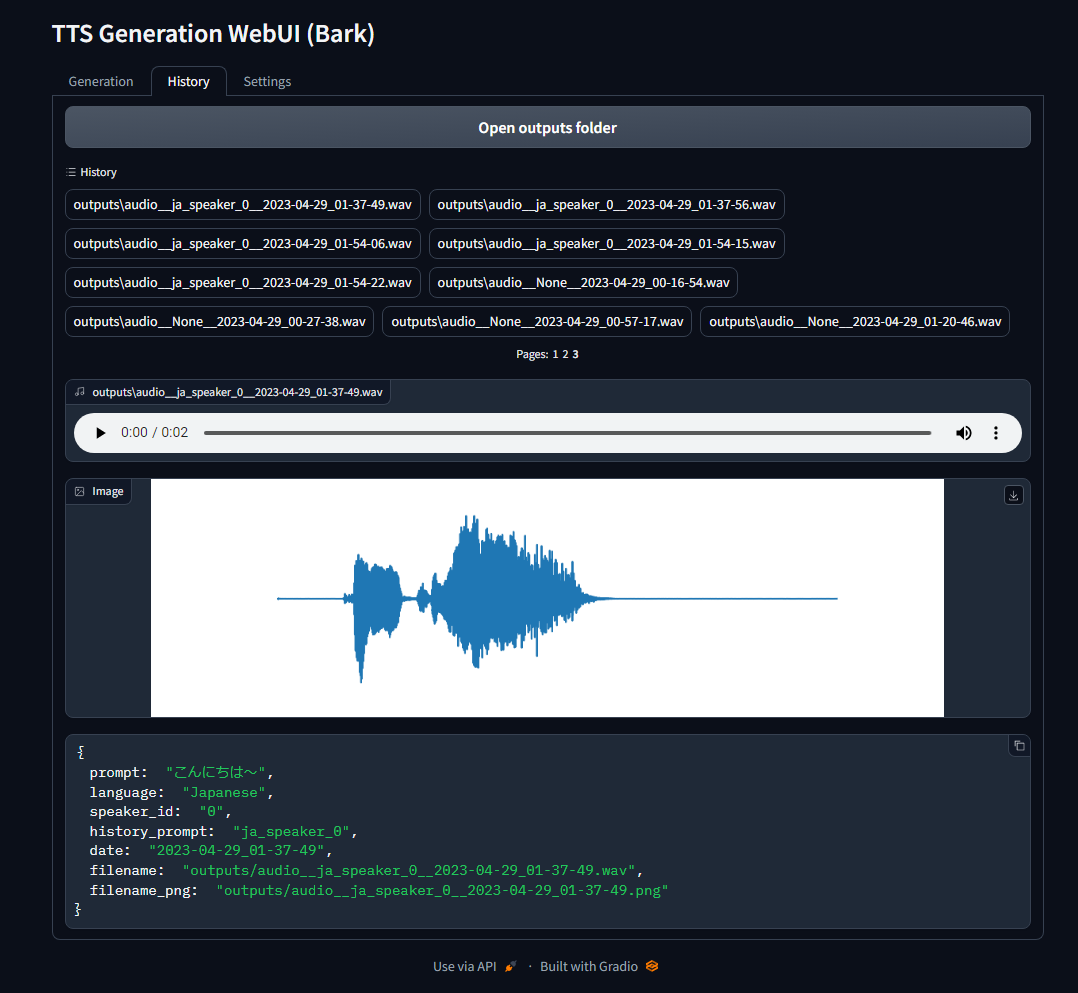 TTS Generation WebUI (Bark)
Generation History Settings
Open outputs folder
History
outputs\audio__ja_speaker_0__2023-04-29_01-37-49.wav outputs\audio__ja_speaker_0__2023-04-29_01-37-56.wav
outputs\audio__ja_speaker_0__2023-04-29_01-54-06.wav outputs\audio__ja_speaker_0__2023-04-29_01-54-15.wav
outputs\audio__ja_speaker_0__2023-04-29_01-54-22.wav outputs\audio__None__2023-04-29_00-16-54.wav
outputs\audio__None__2023-04-29_00-27-38.wav outputs\audio__None__2023-04-29_00-57-17.wav outputs\audio__None__2023-04-29_01-20-46.wav
Pages: 1 2 3
outputs\audio__ja_speaker_0__2023-04-29_01-37-49.wav
0:00 / 0:02
Image
{
prompt: "こんにちは〜",
language: "Japanese",
speaker_id: "0",
history_prompt: "ja_speaker_0",
date: "2023-04-29_01-37-49",
filename: "outputs/audio__ja_speaker_0__2023-04-29_01-37-49.wav",
filename_png: "outputs/audio__ja_speaker_0__2023-04-29_01-37-49.png"
}
Use via API · Built with Gradio